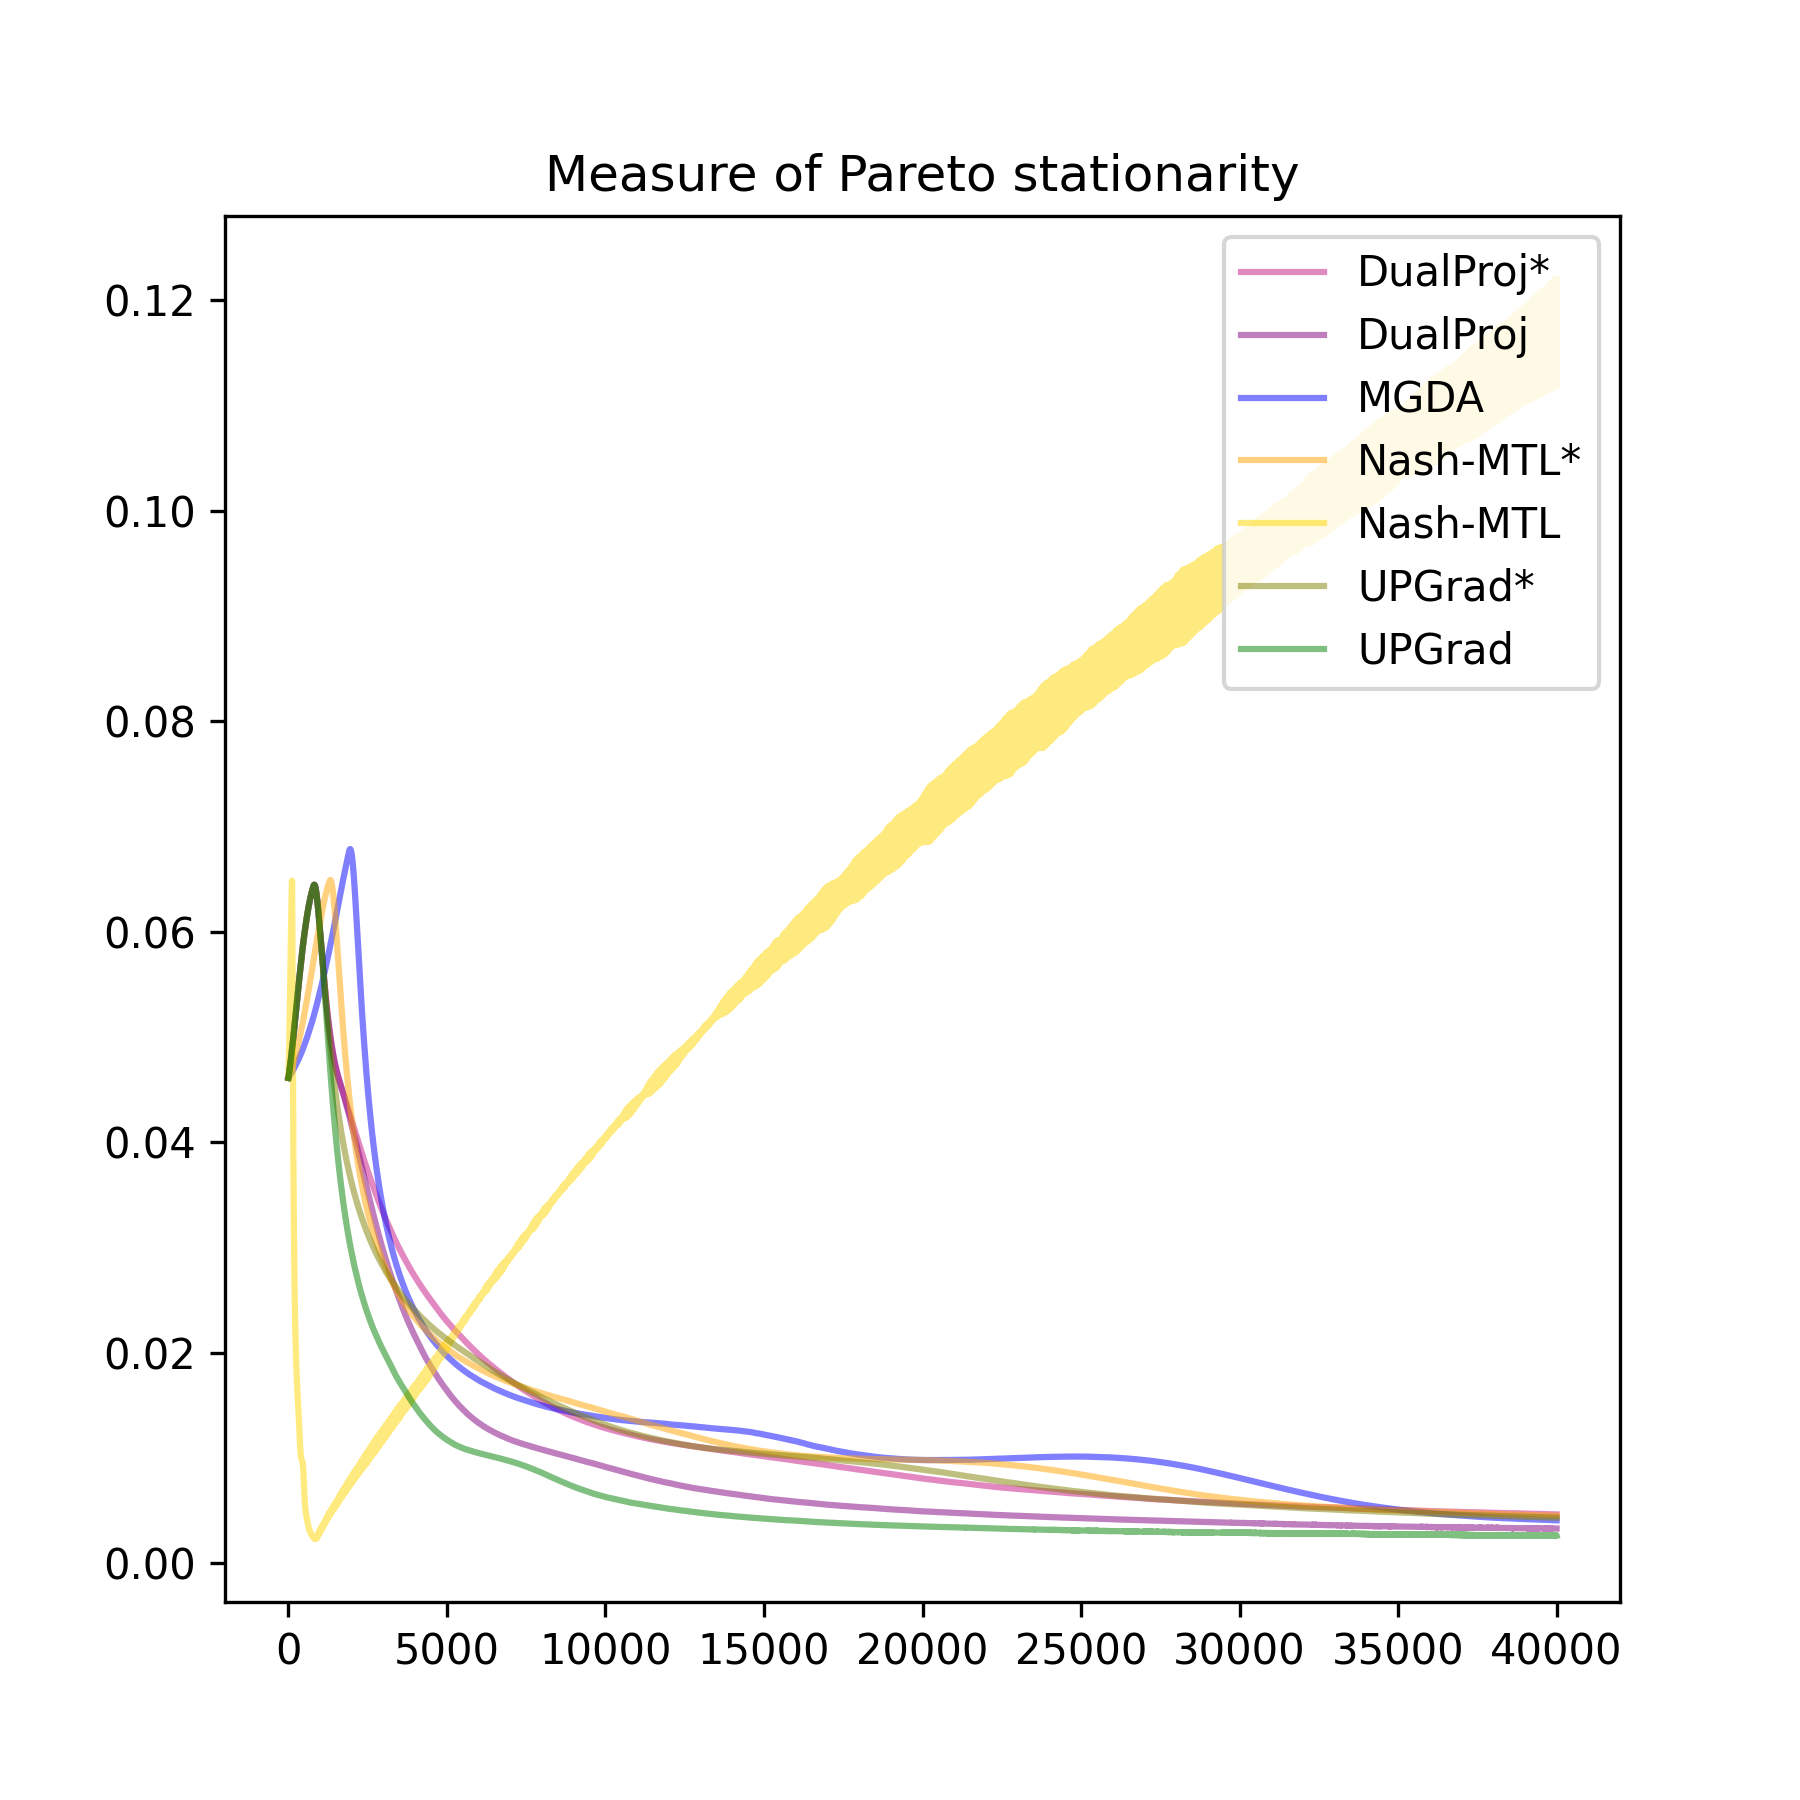 Measure of Pareto stationarity
0.12
0.10
0.08
0.06
0.04
0.02
0.00
DualProj*
DualProj
MGDA
Nash-MTL*
Nash-MTL
UPGrad*
UPGrad
0 5000 10000 15000 20000 25000 30000 35000 40000